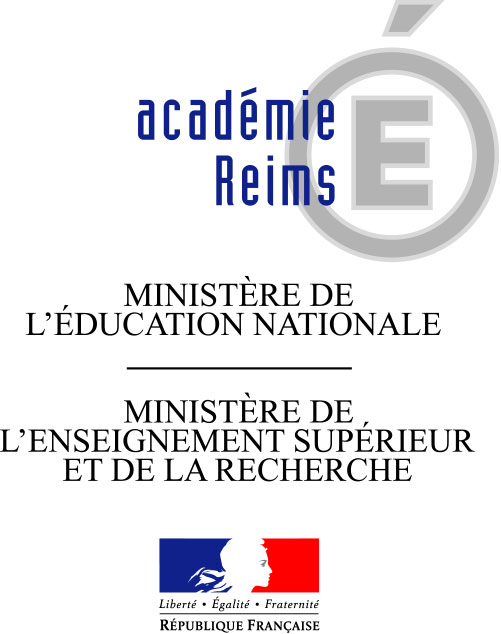 académie
Reims
É
MINISTÈRE DE
L’ÉDUCATION NATIONALE
MINISTÈRE DE
L’ENSEIGNEMENT SUPÉRIEUR
ET DE LA RECHERCHE
Liberté • Égalité • Fraternité
RÉPUBLIQUE FRANÇAISE